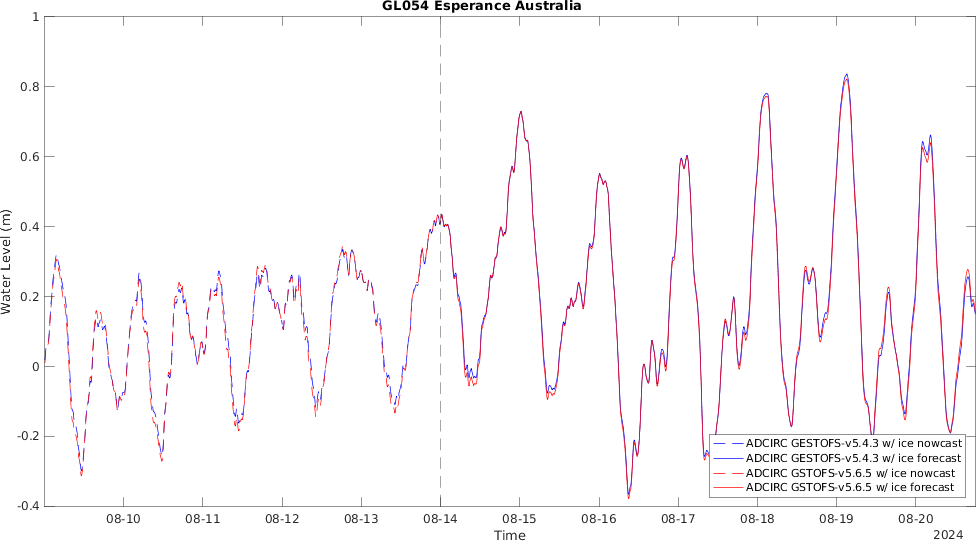 GL054 Esperance Australia
Water Level (m)
1
0.8
0.6
0.4
0.2
0
-0.2
-0.4
08-10 08-11 08-12 08-13 08-14 08-15 08-16 08-17 08-18 08-19 08-20
Time
2024
ADCIRC GESTOFS-v5.4.3 w/ ice nowcast
ADCIRC GESTOFS-v5.4.3 w/ ice forecast
ADCIRC GSTOFS-v5.6.5 w/ ice nowcast
ADCIRC GSTOFS-v5.6.5 w/ ice forecast